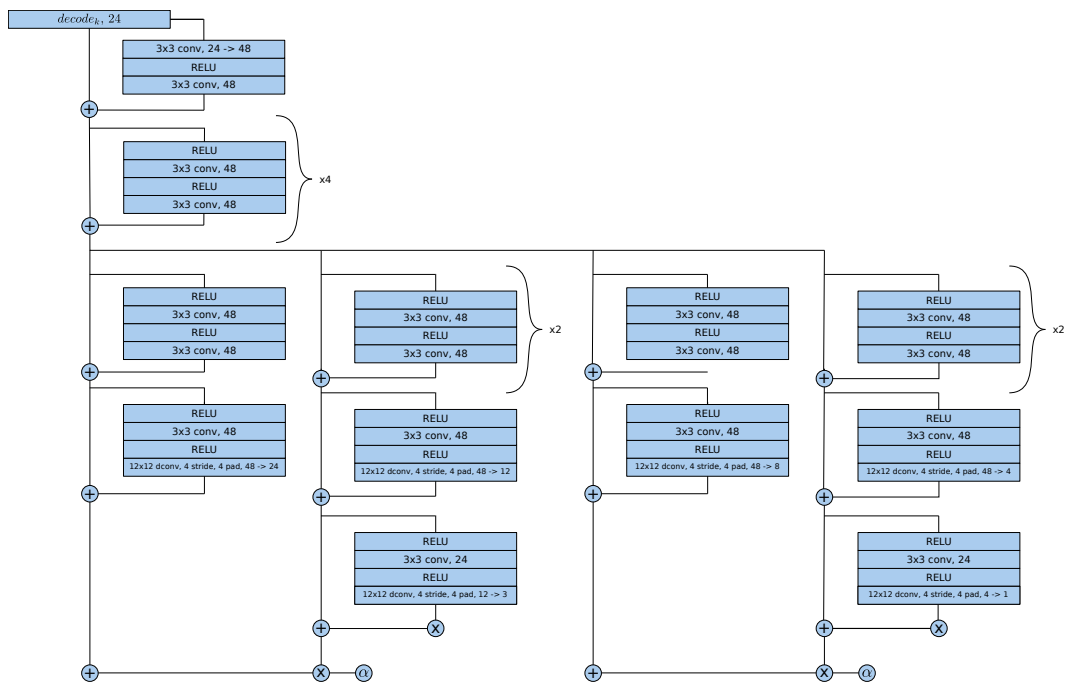 decode_k, 24
3x3 conv, 24 -> 48
RELU
3x3 conv, 48
+
RELU
3x3 conv, 48
RELU
3x3 conv, 48
x4
+
RELU
3x3 conv, 48
RELU
3x3 conv, 48
+
RELU
3x3 conv, 48
RELU
12x12 dconv, 4 stride, 4 pad, 48 -> 24
+
+
RELU
3x3 conv, 48
RELU
3x3 conv, 48
x2
+
RELU
3x3 conv, 48
RELU
12x12 dconv, 4 stride, 4 pad, 48 -> 12
+
RELU
3x3 conv, 24
RELU
12x12 dconv, 4 stride, 4 pad, 12 -> 3
+
x
x
α
RELU
3x3 conv, 48
RELU
3x3 conv, 48
+
RELU
3x3 conv, 48
RELU
12x12 dconv, 4 stride, 4 pad, 48 -> 8
+
+
RELU
3x3 conv, 48
RELU
3x3 conv, 48
x2
+
RELU
3x3 conv, 48
RELU
12x12 dconv, 4 stride, 4 pad, 48 -> 4
+
RELU
3x3 conv, 24
RELU
12x12 dconv, 4 stride, 4 pad, 4 -> 1
+
x
x
α